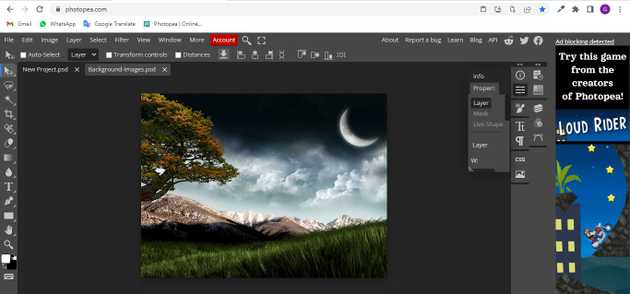 photopea.com
G
Gmail
WhatsApp
Google Translate
Photopea | Online...
File Edit Image Layer Select Filter View Window More Account
About Report a bug Learn Blog API
Ad blocking detected
Auto-Select Layer Transform controls Distances
New Project.psd
Background-images.psd
Info
Propert
Layer
Mask
Live Shape
Layer
W:
CSS
Try this game
from the
creators
of Photopea!
LOUD RIDER